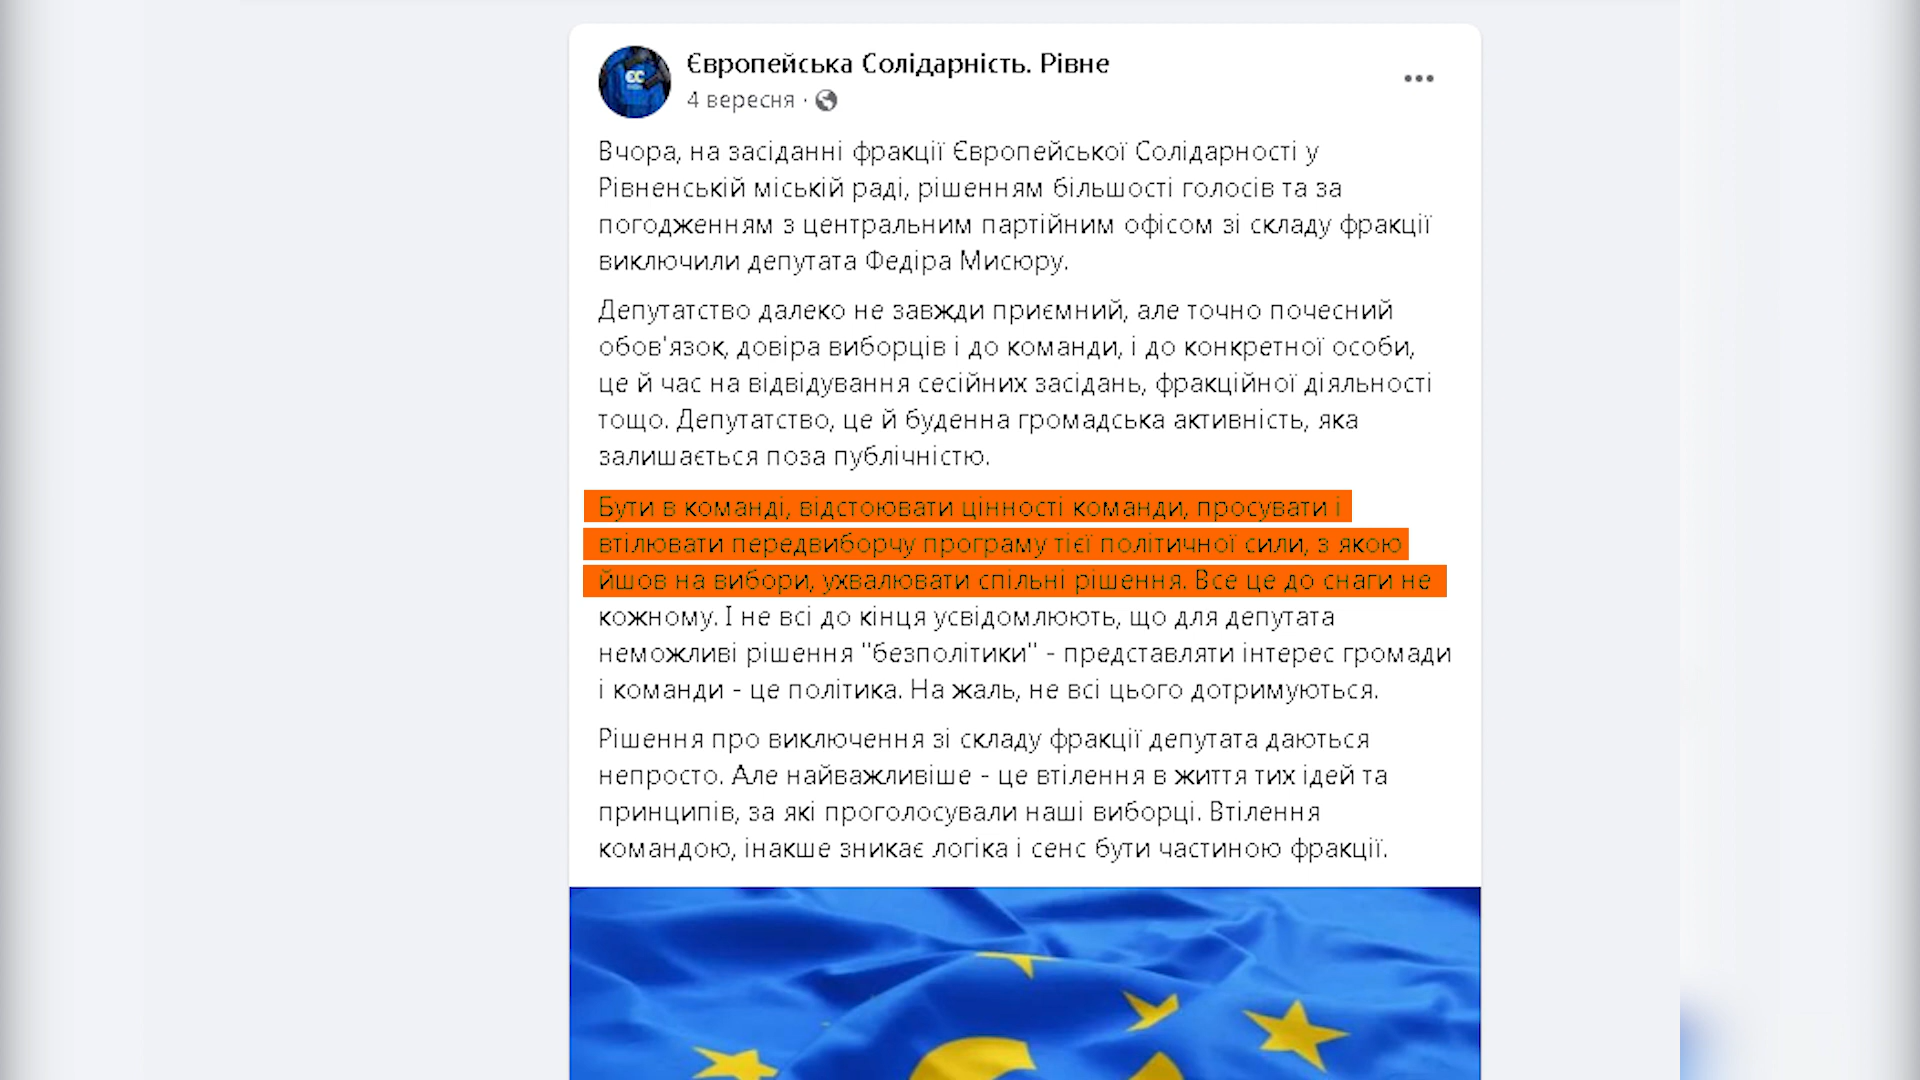 Європейська Солідарність. Рівне
4 вересня ·
Вчора, на засіданні фракції Європейської Солідарності у
Рівненській міській раді, рішенням більшості голосів та за
погодженням з центральним партійним офісом зі складу фракції
виключили депутата Федіра Мисюру.
Депутатство далеко не завжди приємний, але точно почесний
обов'язок, довіра виборців і до команди, і до конкретної особи,
це й час на відвідування сесійних засідань, фракційної діяльності
тощо. Депутатство, це й буденна громадська активність, яка
залишається поза публічністю.
Бути в команді, відстоювати цінності команди, просувати і
втілювати передвиборчу програму тієї політичної сили, з якою
йшов на вибори, ухвалювати спільні рішення. Все це до снаги не
кожному. І не всі до кінця усвідомлюють, що для депутата
неможливі рішення "безполітики" - представляти інтерес громади
і команди - це політика. На жаль, не всі цього дотримуються.
Рішення про виключення зі складу фракції депутата даються
непросто. Але найважливіше - це втілення в життя тих ідей та
принципів, за які проголосували наші виборці. Втілення
командою, інакше зникає логіка і сенс бути частиною фракції.